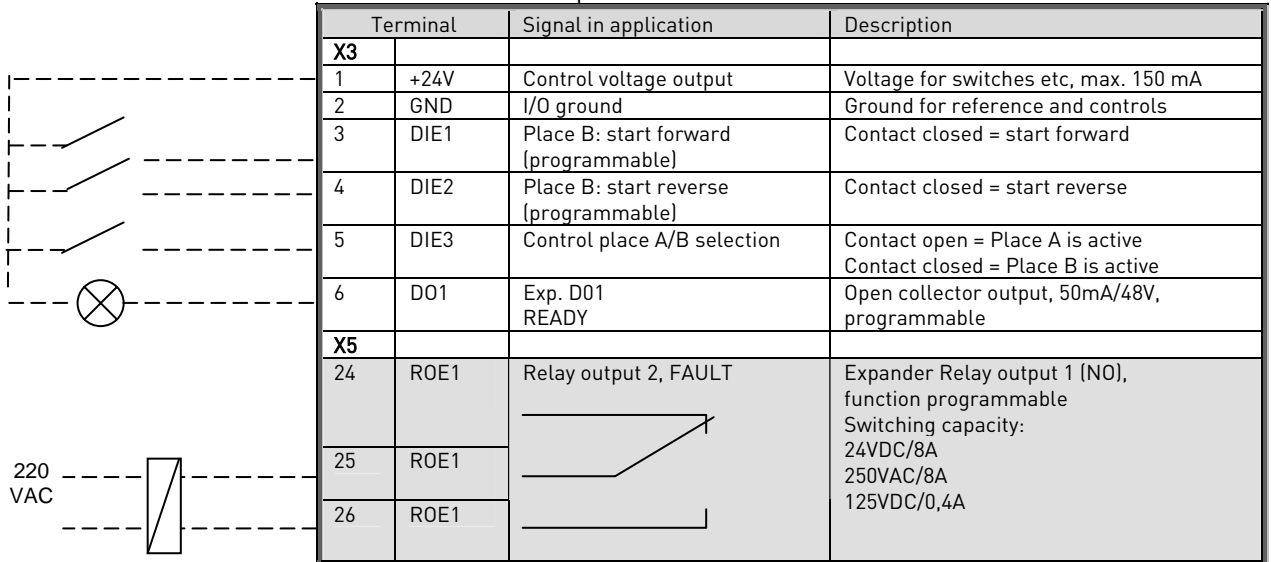 Terminal Signal in application Description
X3
1 +24V Control voltage output Voltage for switches etc, max. 150 mA
2 GND I/O ground Ground for reference and controls
3 DIE1 Place B: start forward Contact closed = start forward
(programmable)
4 DIE2 Place B: start reverse Contact closed = start reverse
(programmable)
5 DIE3 Control place A/B selection Contact open = Place A is active
Contact closed = Place B is active
6 DO1 Exp. D01 Open collector output, 50mA/48V,
READY programmable
X5
24 ROE1 Relay output 2, FAULT Expander Relay output 1 (NO),
function programmable
Switching capacity:
24VDC/8A
25 ROE1 250VAC/8A
220
VAC
125VDC/0,4A
26 ROE1